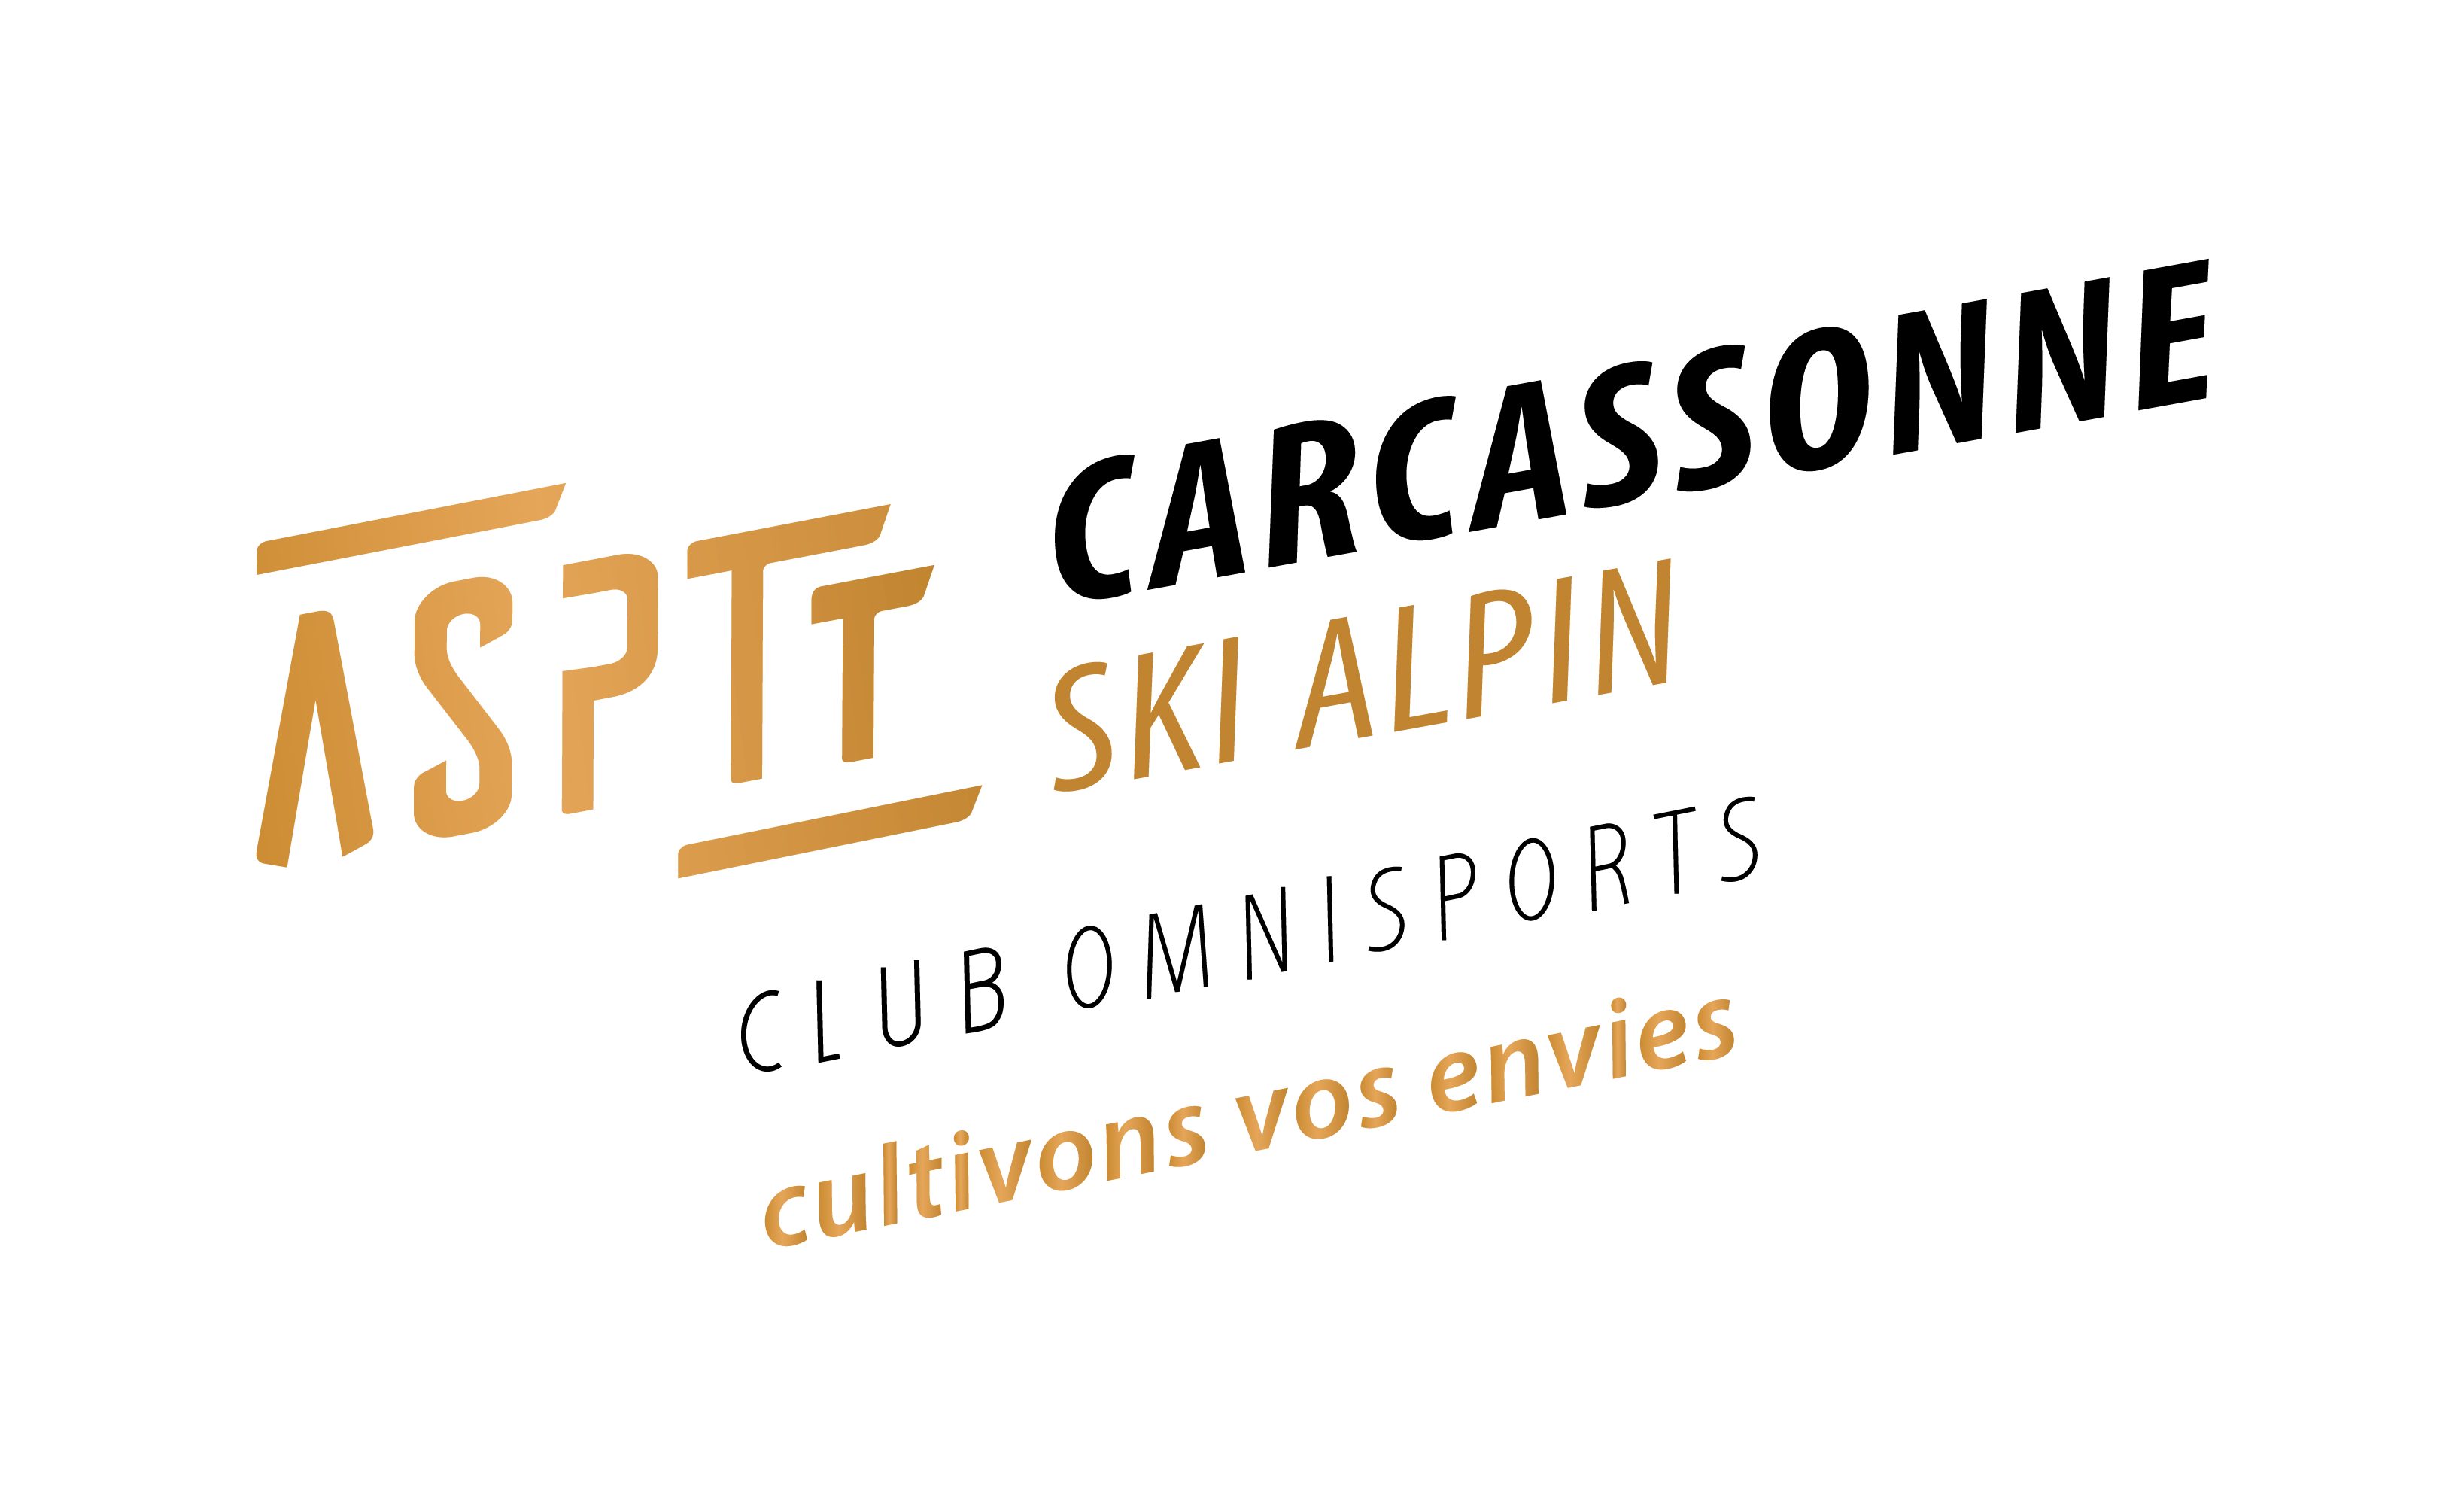 ASPTT
CARCASSONNE
SKI ALPIN
CLUB OMNISPORTS
cultivons vos envies